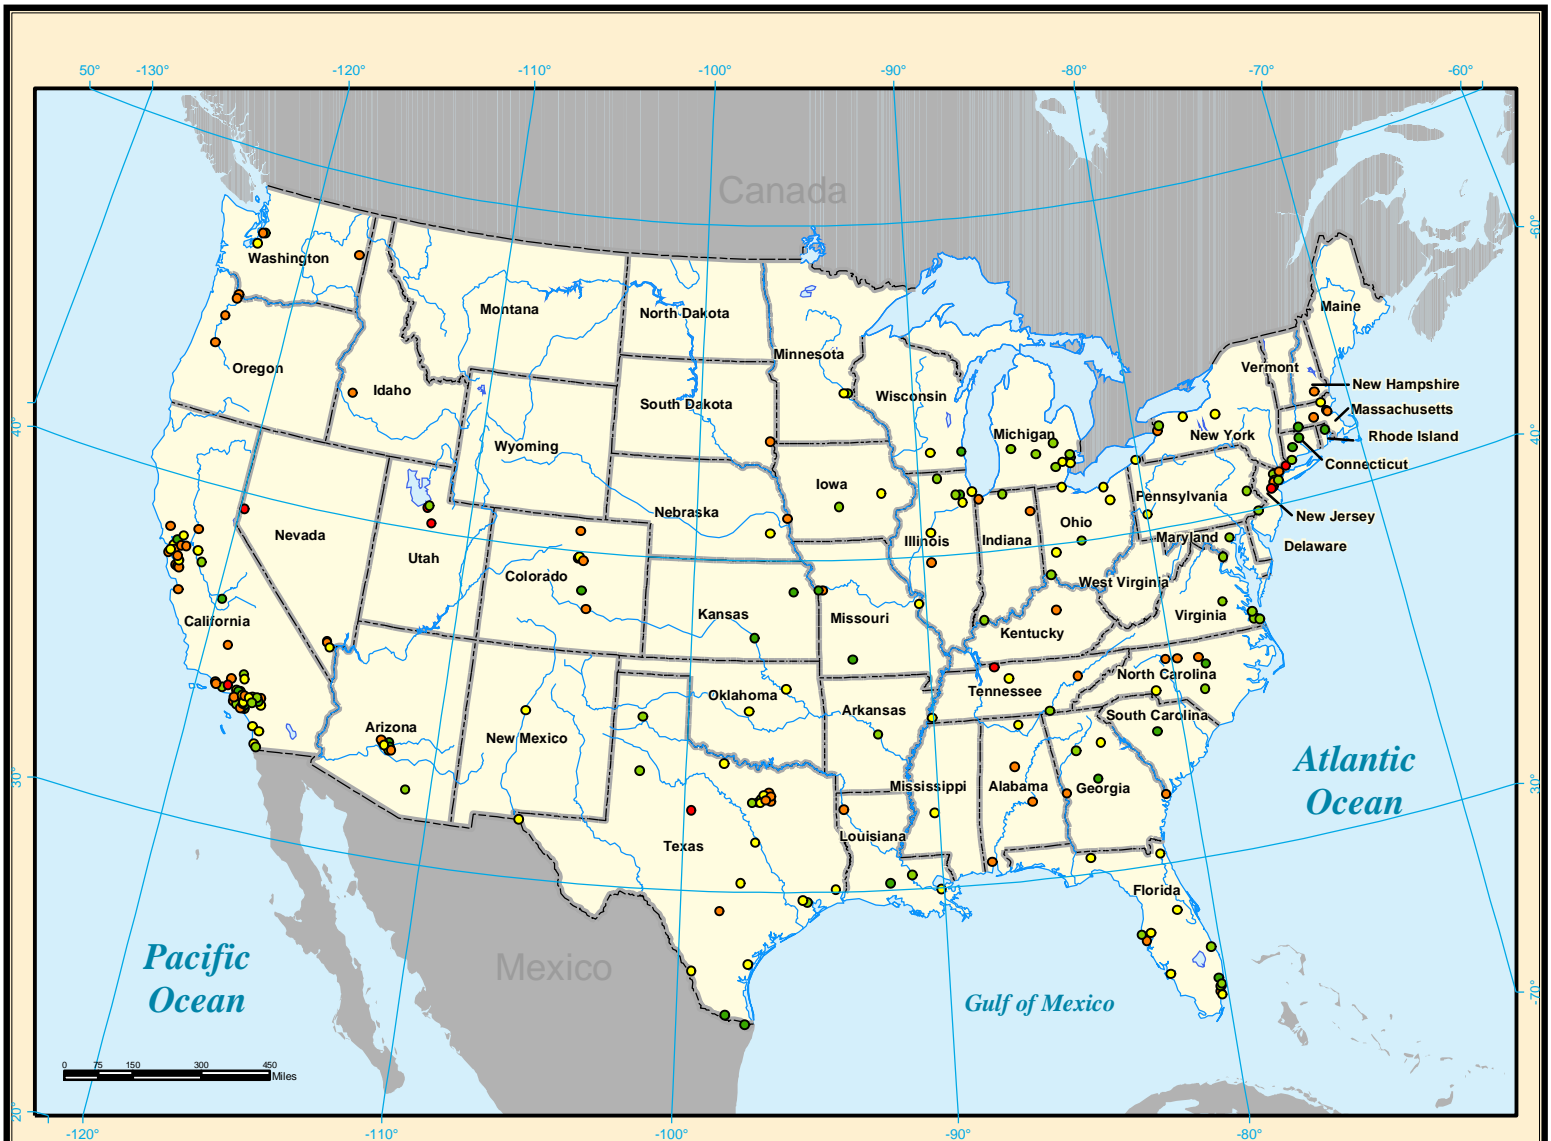 50° -130° -120° -110° -100° -90° -80° -70° -60°
Canada
-60°
Washington
Montana
North Dakota
Maine
Minnesota
Oregon
Vermont
Idaho
New Hampshire
Wisconsin
South Dakota
Massachusetts
40°
Michigan
New York
Rhode Island
40°
Wyoming
Connecticut
Iowa
Pennsylvania
Nebraska
New Jersey
Ohio
Nevada
Illinois
Indiana
Maryland
Delaware
Utah
Colorado
West Virginia
Kansas
Missouri
Virginia
California
Kentucky
North Carolina
Oklahoma
Tennessee
Arkansas
South Carolina
Arizona
New Mexico
Atlantic
Ocean
30°
Mississippi
Alabama
Georgia
30°
Louisiana
Texas
Florida
Pacific
Ocean
Mexico
Gulf of Mexico
-70°
0 75 150 300 450
Miles
20°
-120° -110° -100° -90° -80°